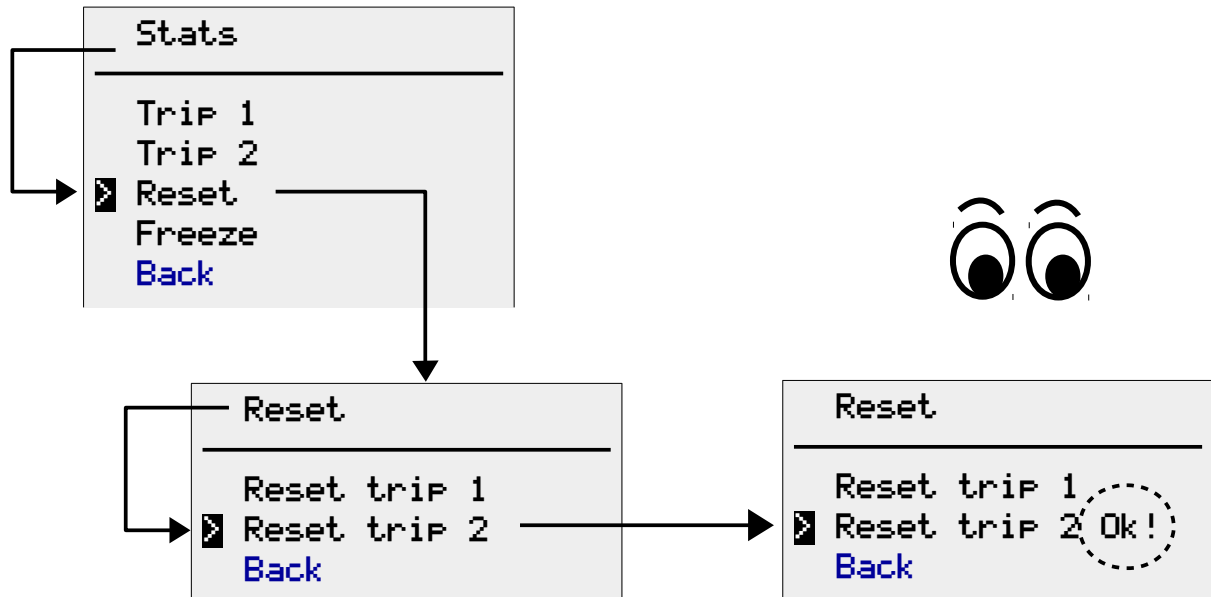 Stats
Trip 1
Trip 2
> Reset
Freeze
Back
Reset
Reset trip 1
> Reset trip 2
Back
Reset
Reset trip 1
> Reset trip 2 Ok!
Back